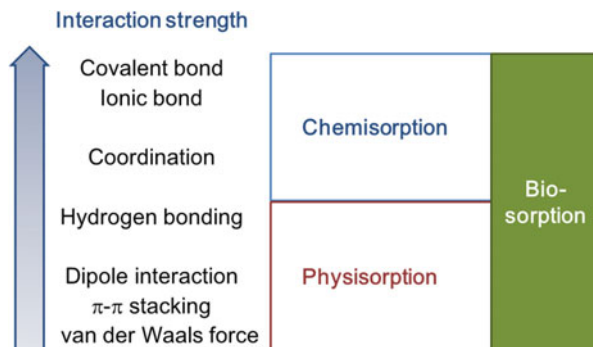 Interaction strength
Covalent bond
Ionic bond
Coordination
Hydrogen bonding
Dipole interaction
π-π stacking
van der Waals force
Chemisorption
Physisorption
Bio-
sorption